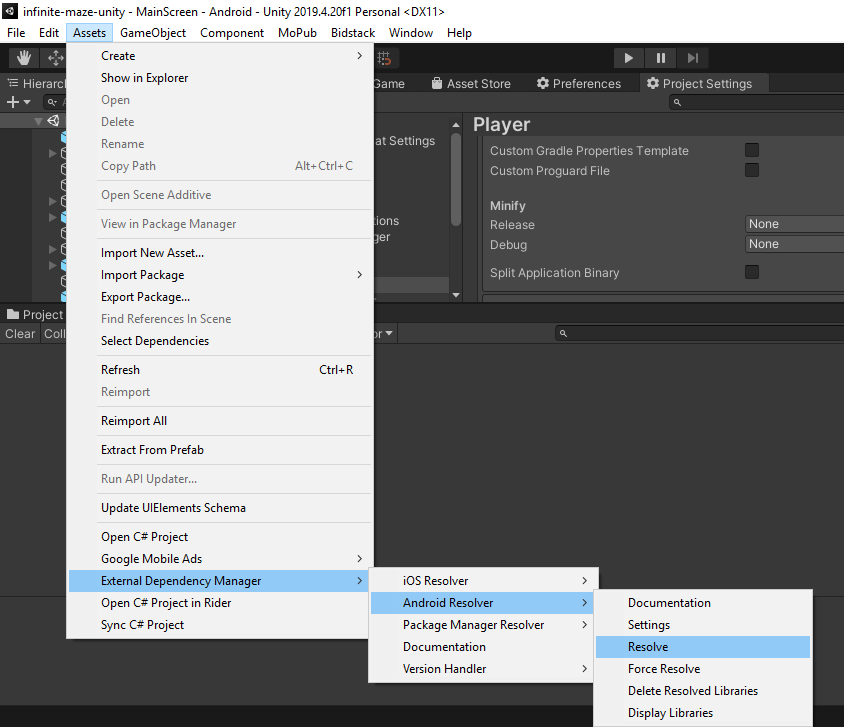 infinite-maze-unity - MainScreen - Android - Unity 2019.4.20f1 Personal <DX11>
File Edit Assets GameObject Component MoPub Bidstack Window Help
Game Asset Store Preferences Project Settings
Hierarc
Create
Show in Explorer
Open
Delete
Rename
Copy Path Alt+Ctrl+C
Open Scene Additive
View in Package Manager
Import New Asset...
Import Package
Export Package...
Find References In Scene
Select Dependencies
Refresh Ctrl+R
Reimport
Reimport All
Extract From Prefab
Run API Updater...
Update UIElements Schema
Open C# Project
Google Mobile Ads
External Dependency Manager
Open C# Project in Rider
Sync C# Project
at Settings
tions
ger
Player
Custom Gradle Properties Template
Custom Proguard File
Minify
Release None
Debug None
Split Application Binary
Project
Clear Coll
or
iOS Resolver
Android Resolver
Package Manager Resolver
Documentation
Version Handler
Documentation
Settings
Resolve
Force Resolve
Delete Resolved Libraries
Display Libraries